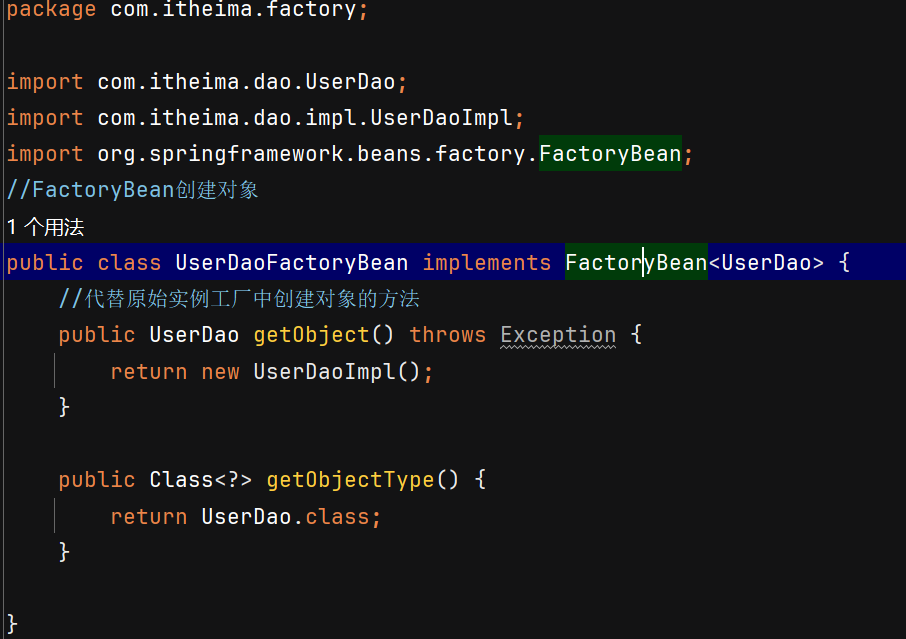 package com.itheima.factory;
import com.itheima.dao.UserDao;
import com.itheima.dao.impl.UserDaoImpl;
import org.springframework.beans.factory.FactoryBean;
//FactoryBean创建对象
1 个用法
public class UserDaoFactoryBean implements FactoryBean<UserDao> {
//代替原始实例工厂中创建对象的方法
public UserDao getObject() throws Exception {
return new UserDaoImpl();
}
public Class<?> getObjectType() {
return UserDao.class;
}
}